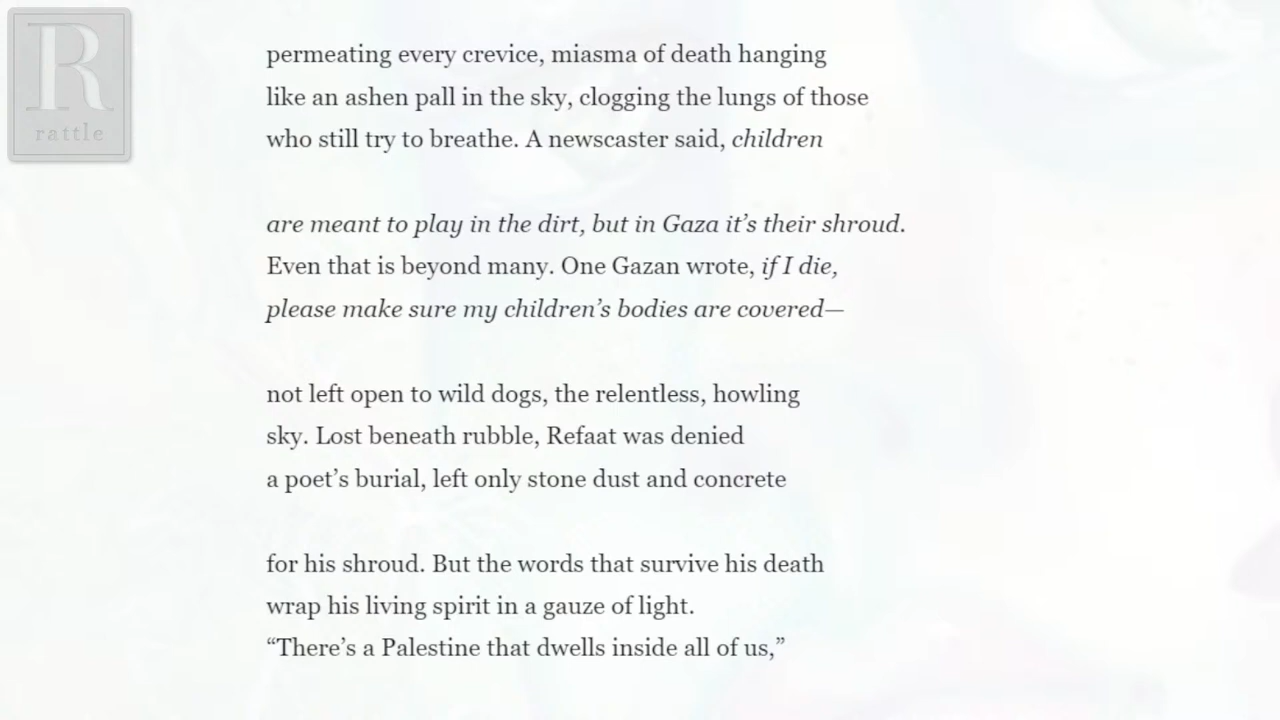 R
rattle
permeating every crevice, miasma of death hanging
like an ashen pall in the sky, clogging the lungs of those
who still try to breathe. A newscaster said, children
are meant to play in the dirt, but in Gaza it’s their shroud.
Even that is beyond many. One Gazan wrote, if I die,
please make sure my children’s bodies are covered—
not left open to wild dogs, the relentless, howling
sky. Lost beneath rubble, Refaat was denied
a poet’s burial, left only stone dust and concrete
for his shroud. But the words that survive his death
wrap his living spirit in a gauze of light.
“There’s a Palestine that dwells inside all of us,”